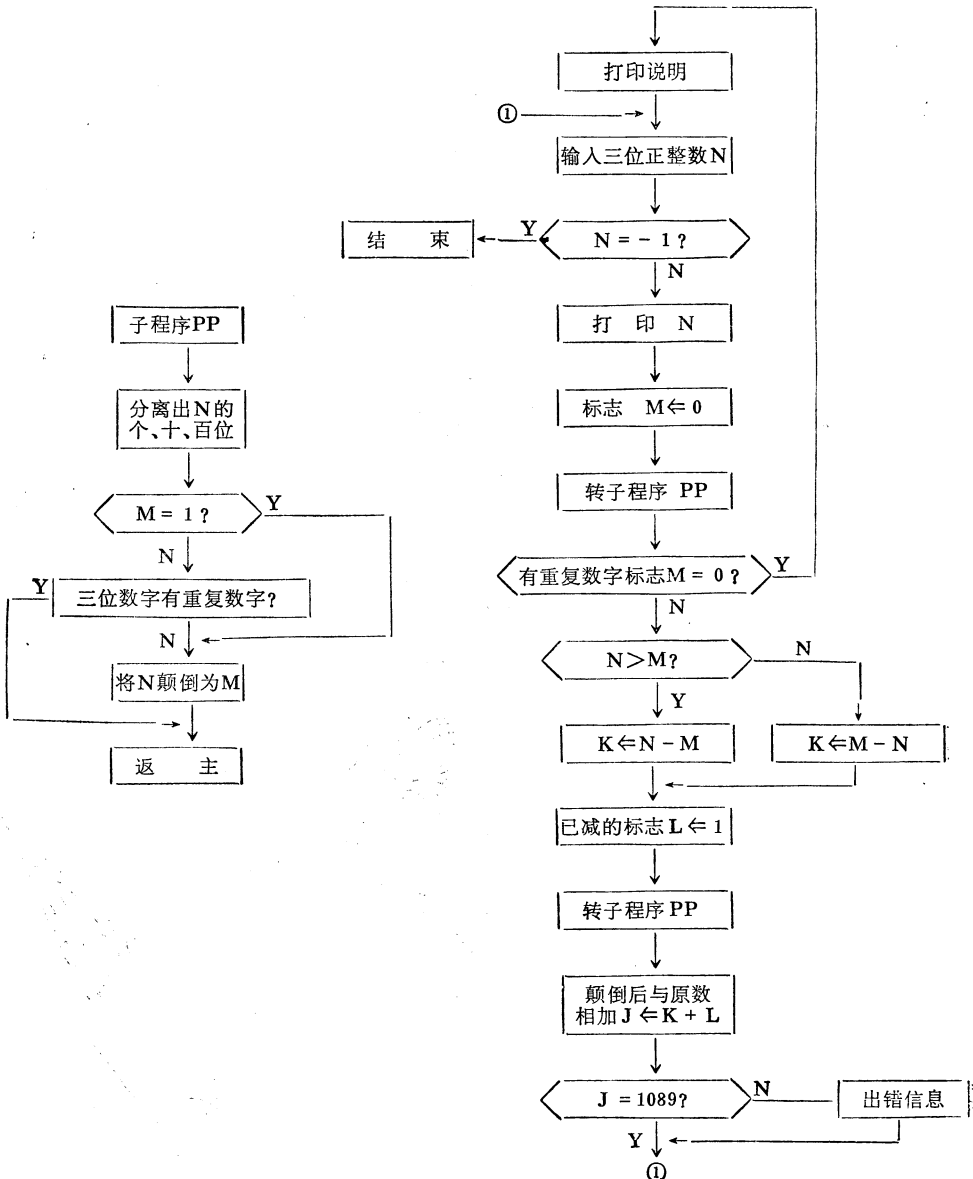 打印说明
①
输入三位正整数N
N = - 1 ?
Y
结 束
N
打 印 N
标志 M⇐0
转子程序 PP
有重复数字标志M = 0 ?
Y
N
N>M?
N
Y
K⇐N - M
K⇐M - N
已减的标志L⇐1
转子程序PP
颠倒后与原数
相加J⇐K + L
J = 1089?
N
出错信息
Y
①
子程序PP
分离出N的
个、十、百位
M = 1 ?
Y
N
三位数字有重复数字?
Y
N
将N颠倒为M
返 主